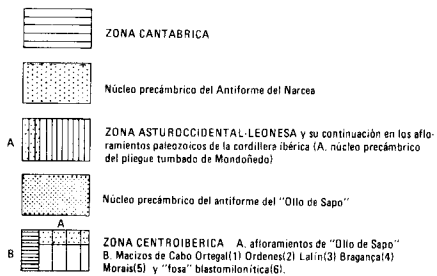 ZONA CANTABRICA
Núcleo precámbrico del Antiforme del Narcea
A
ZONA ASTUROCCIDENTAL-LEONESA y su continuación en los aflo-
ramientos paleozoicos de la cordillera ibérica (A. núcleo precámbrico
del pliegue tumbado de Mondoñedo)
Núcleo precámbrico del antiforme del "Ollo de Sapo"
A
B
ZONA CENTROIBERICA A. afloramientos de "Ollo de Sapo"
B. Macizos de Cabo Ortegal(1) Ordenes(2) Lalín(3) Bragança(4)
Morais(5) y "fosa" blastomilonítica(6).